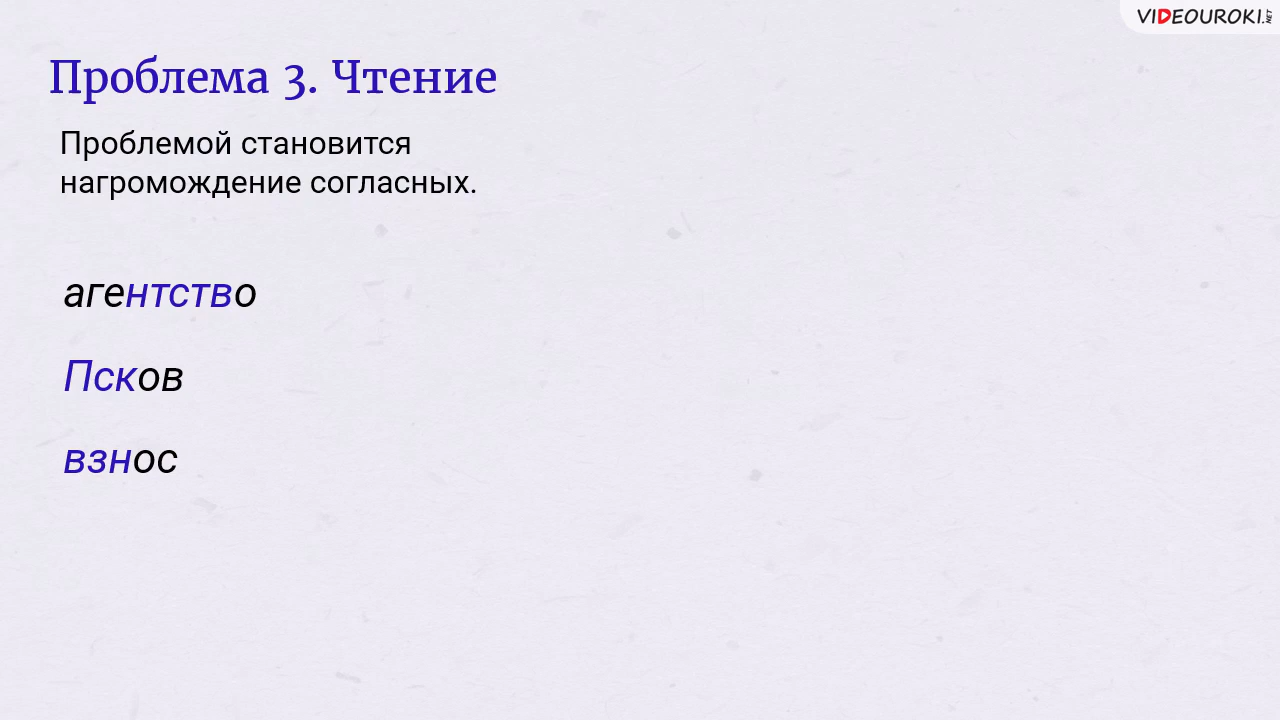 VIDEOUROKI.NET
Проблема 3. Чтение
Проблемой становится
нагромождение согласных.
агентство
Псков
взнос